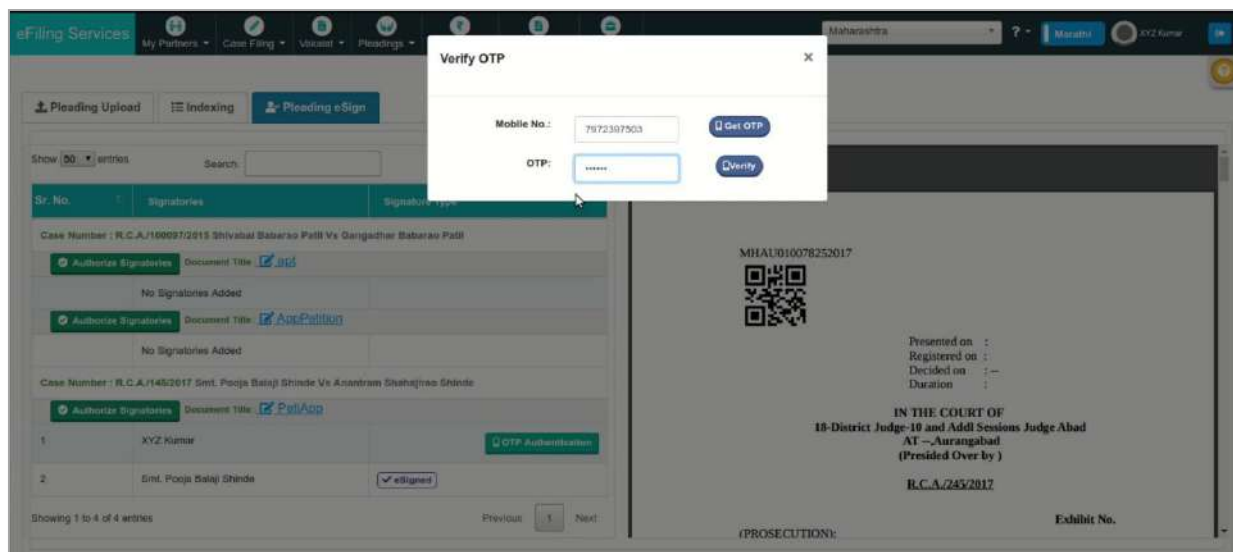 eFiling Services
My Partners
Case Filing
Vakalat
Pleadings
Maharashtra
?
Marathi
XYZ Kumar
Verify OTP
×
Mobile No.:
7972397503
Get OTP
OTP:
••••••
Verify
Pleading Upload
Indexing
Pleading eSign
Show 50 entries
Search:
Sr. No.
Signatories
Signature Type
Case Number : R.C.A./100097/2015 Shivabai Babarao Patil Vs Gangadhar Babarao Patil
Authorize Signatories Document Title: apt
No Signatories Added
Authorize Signatories Document Title: AppPetition
No Signatories Added
Case Number : R.C.A./145/2017 Smt. Pooja Balaji Shinde Vs Anantram Shahajirao Shinde
Authorize Signatories Document Title: PetiApp
1 XYZ Kumar OTP Authentication
2 Smt. Pooja Balaji Shinde eSigned
Showing 1 to 4 of 4 entries
Previous 1 Next
MHAU010078252017
Presented on :
Registered on :
Decided on : --
Duration :
IN THE COURT OF
18-District Judge-10 and Addl Sessions Judge Abad
AT --,Aurangabad
(Presided Over by )
R.C.A./245/2017
Exhibit No.
(PROSECUTION):